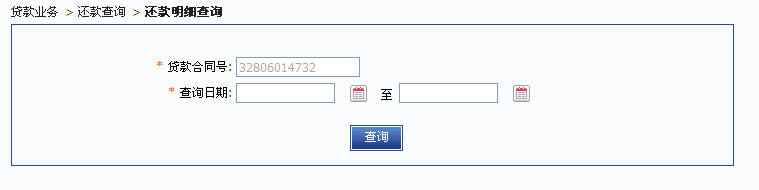 贷款业务 > 还款查询 > 还款明细查询
* 贷款合同号: 32806014732
* 查询日期: 至
查询